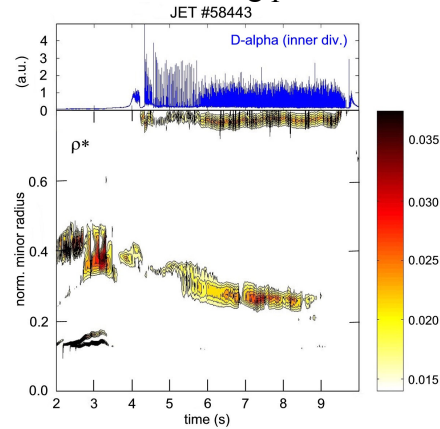 JET #58443
D-alpha (inner div.)
(a.u.)
5
4
3
2
1
0
ρ*
norm. minor radius
0.6
0.4
0.2
0.0
2 3 4 5 6 7 8 9
time (s)
0.035
0.030
0.025
0.020
0.015